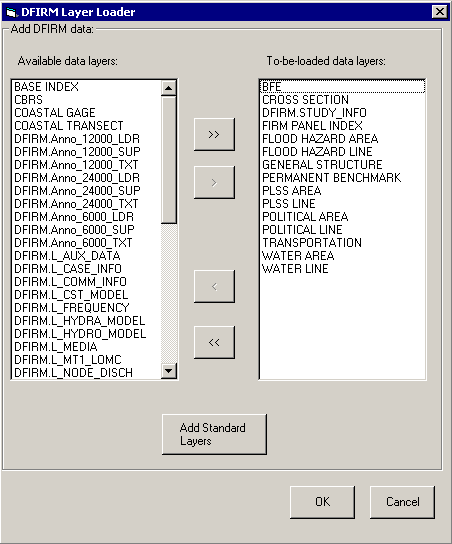 DFIRM Layer Loader
Add DFIRM data:
Available data layers:
BASE INDEX
CBRS
COASTAL GAGE
COASTAL TRANSECT
DFIRM.Anno_12000_LDR
DFIRM.Anno_12000_SUP
DFIRM.Anno_12000_TXT
DFIRM.Anno_24000_LDR
DFIRM.Anno_24000_SUP
DFIRM.Anno_24000_TXT
DFIRM.Anno_6000_LDR
DFIRM.Anno_6000_SUP
DFIRM.Anno_6000_TXT
DFIRM.L_AUX_DATA
DFIRM.L_CASE_INFO
DFIRM.L_COMM_INFO
DFIRM.L_CST_MODEL
DFIRM.L_FREQUENCY
DFIRM.L_HYDRA_MODEL
DFIRM.L_HYDRO_MODEL
DFIRM.L_MEDIA
DFIRM.L_MT1_LOMC
DFIRM.L_NODE_DISCH
>>
>
<
<<
To-be-loaded data layers:
BFE
CROSS SECTION
DFIRM.STUDY_INFO
FIRM PANEL INDEX
FLOOD HAZARD AREA
FLOOD HAZARD LINE
GENERAL STRUCTURE
PERMANENT BENCHMARK
PLSS AREA
PLSS LINE
POLITICAL AREA
POLITICAL LINE
TRANSPORTATION
WATER AREA
WATER LINE
Add Standard
Layers
OK
Cancel